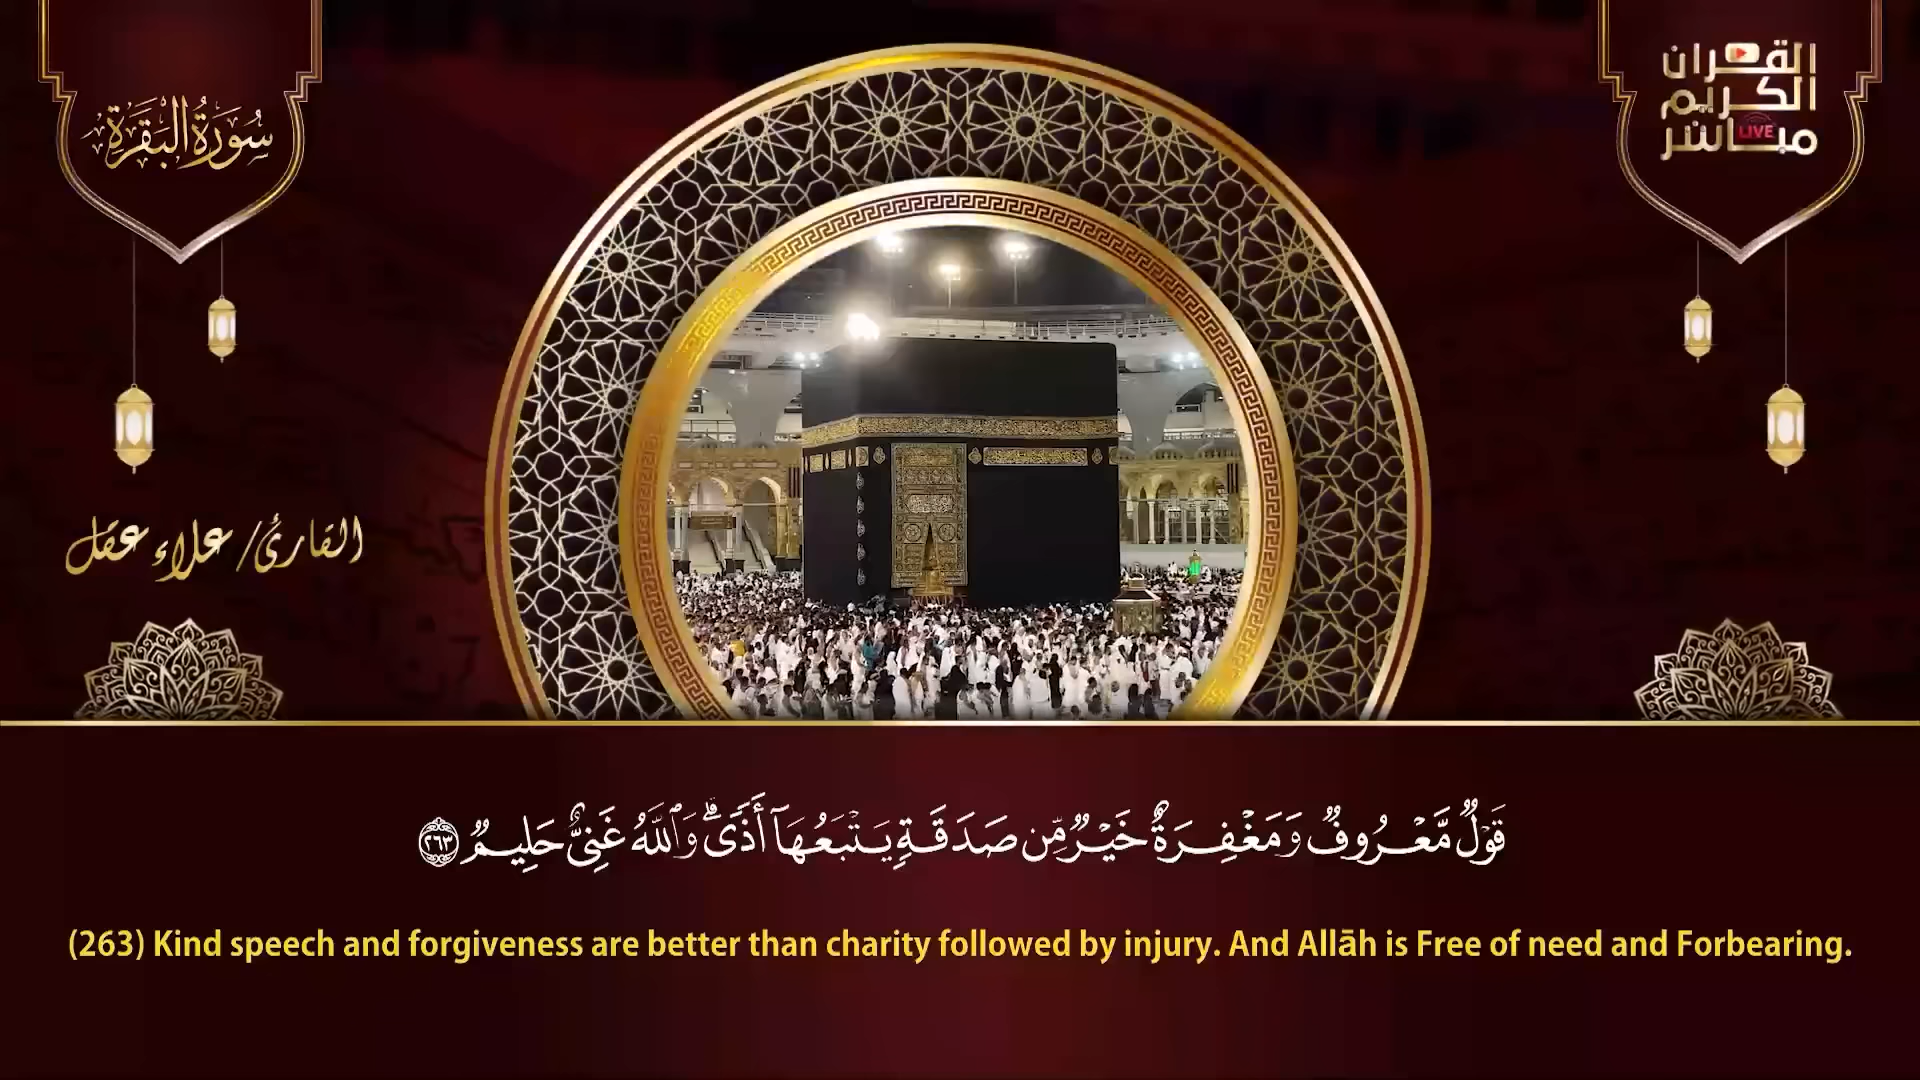 سُورَةُ البَقَرَةِ
القرآن
الكريم
مباشر
LIVE
القارئ/ علاء عقل
قَوْلٌ مَّعْرُوفٌ وَمَغْفِرَةٌ خَيْرٌ مِّن صَدَقَةٍ يَتْبَعُهَآ أَذًى ۗ وَٱللَّهُ غَنِىٌّ حَلِيمٌ ٢٦٣
(263) Kind speech and forgiveness are better than charity followed by injury. And Allāh is Free of need and Forbearing.